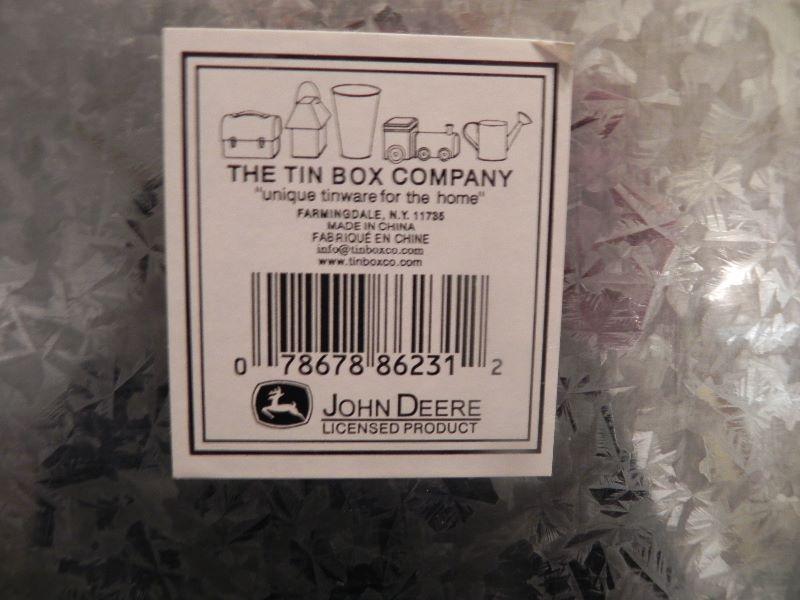 THE TIN BOX COMPANY
"unique tinware for the home"
FARMINGDALE, N.Y. 11735
MADE IN CHINA
FABRIQUÉ EN CHINE
info@tinboxco.com
www.tinboxco.com
0 78678 86231 2
JOHN DEERE
LICENSED PRODUCT